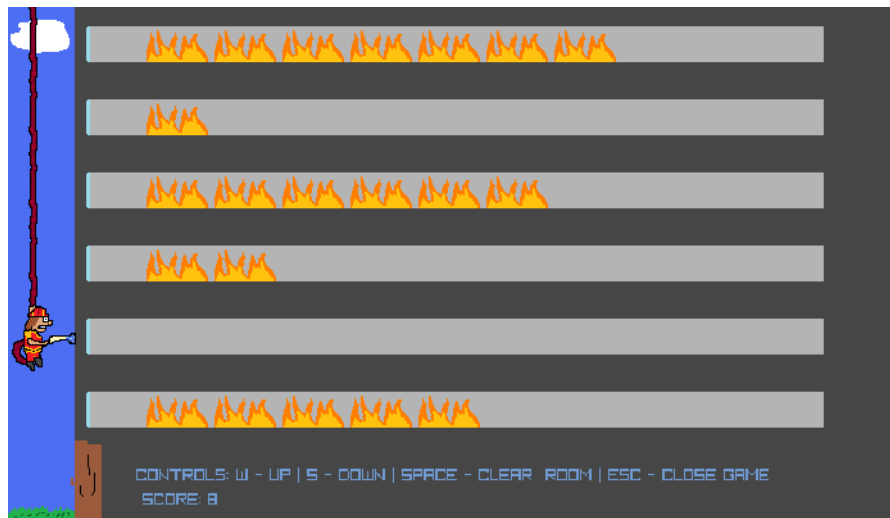 CONTROLS: W - UP | S - DOWN | SPACE - CLEAR ROOM | ESC - CLOSE GAME
SCORE: 8